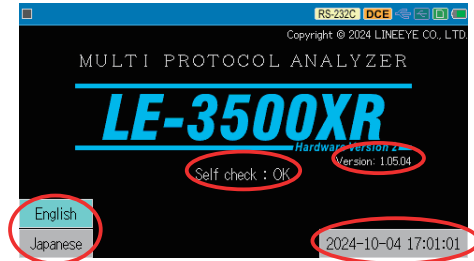 RS-232C DCE
Copyright © 2024 LINEEYE CO., LTD.
MULTI PROTOCOL ANALYZER
LE-3500XR
Hardware Version 2
Version: 1.05.04
Self check : OK
English
Japanese
2024-10-04 17:01:01